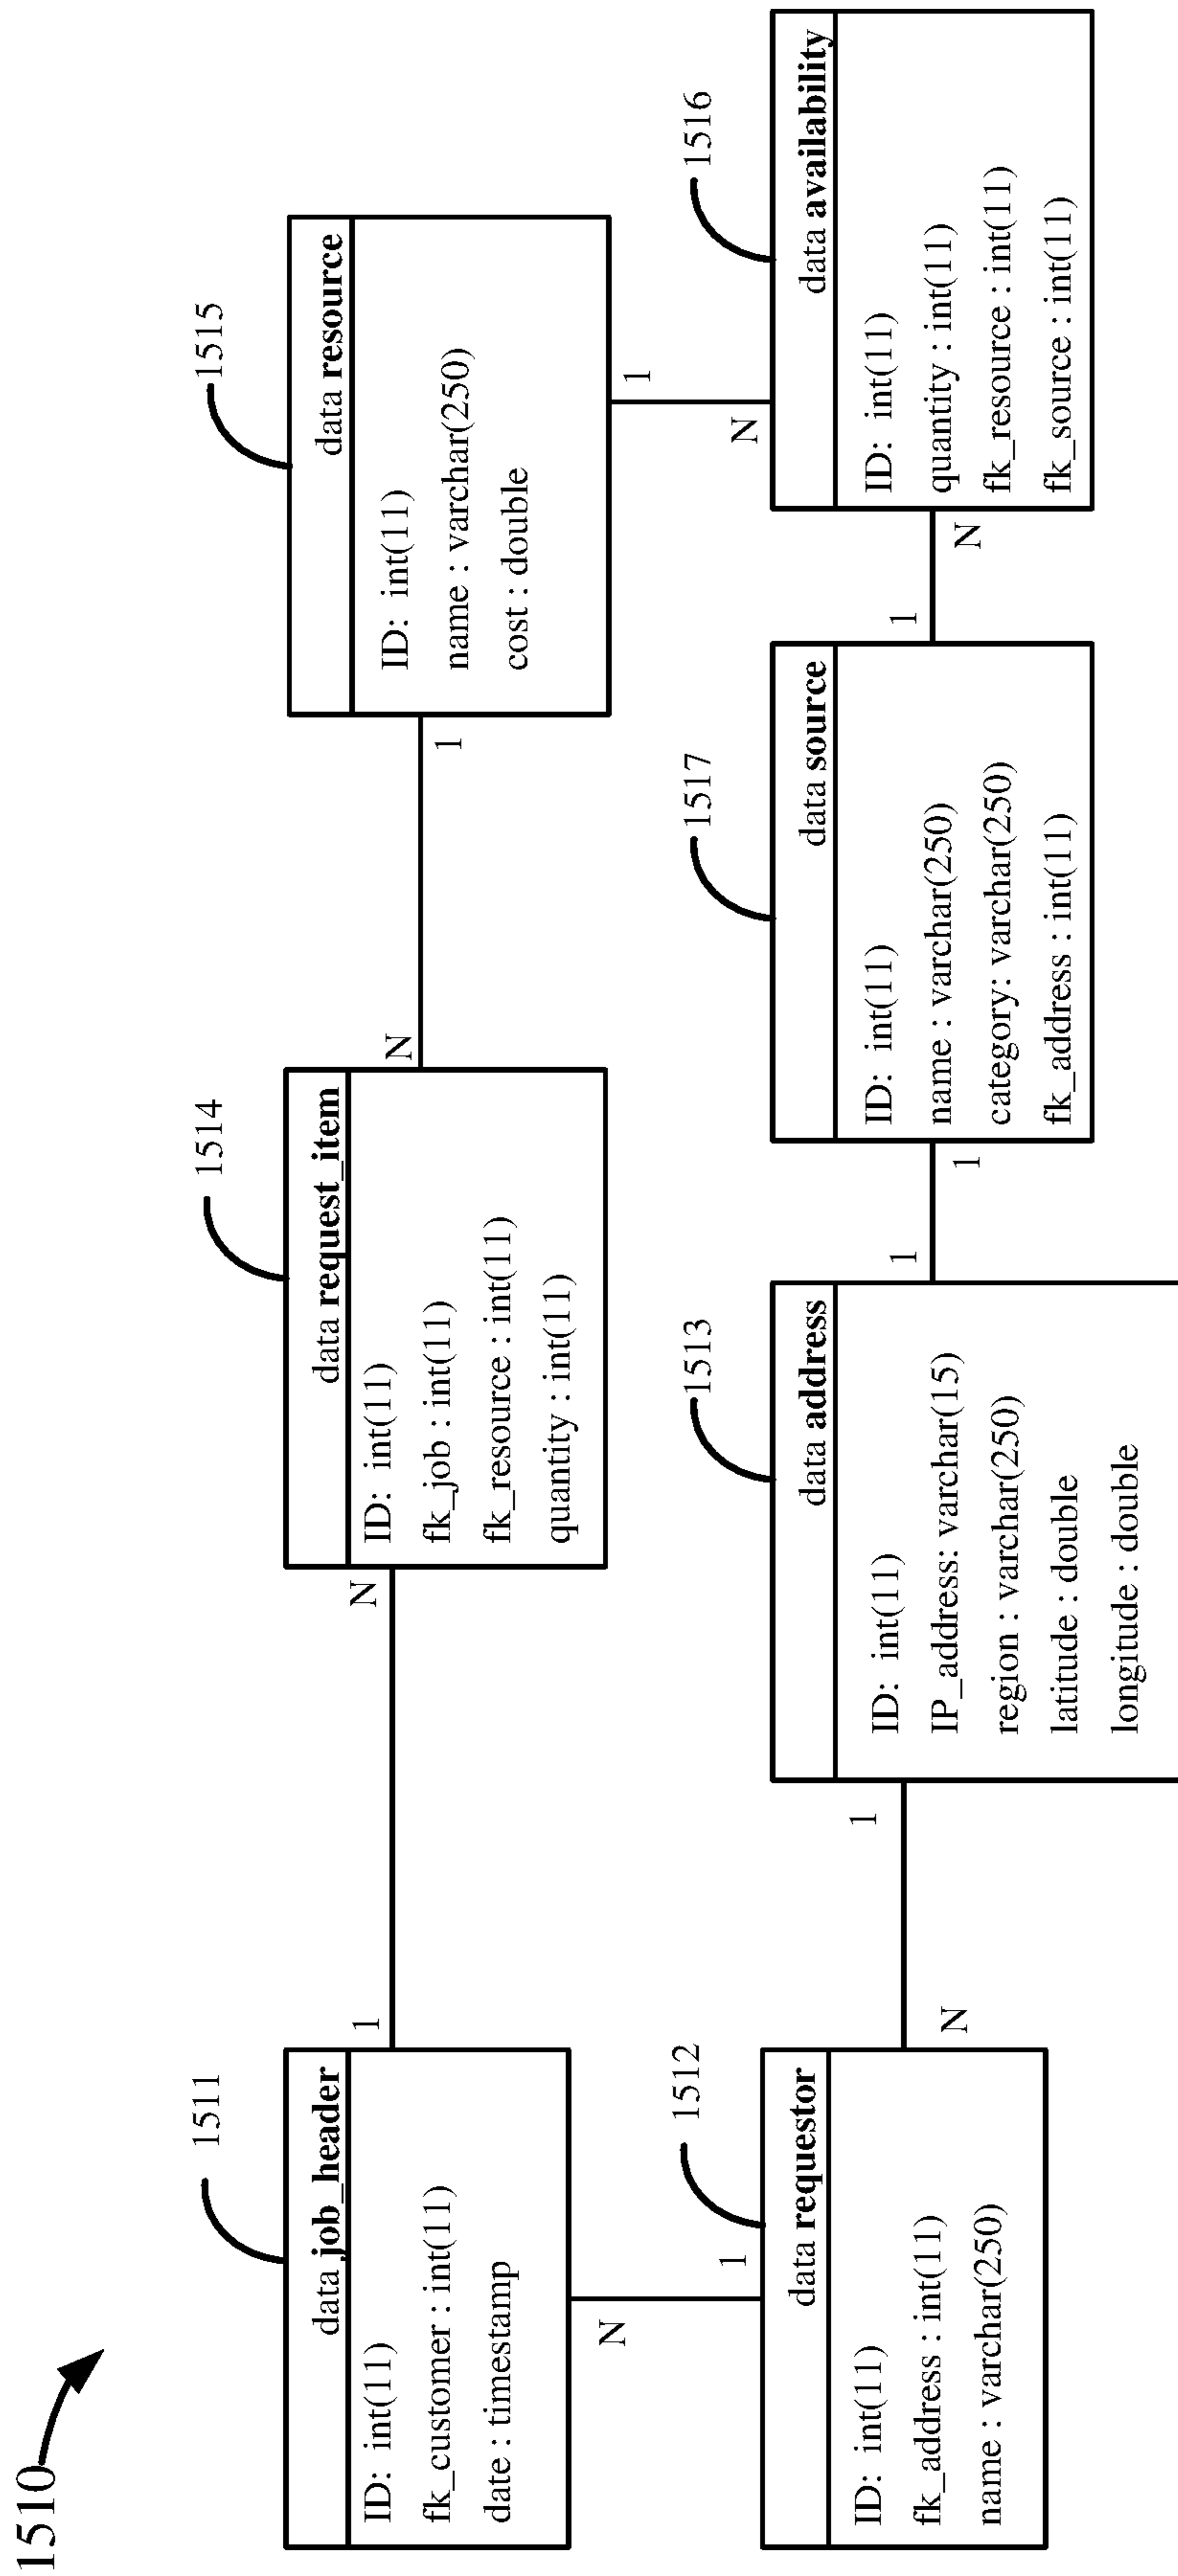 1510
1511
data job_header
ID: int(11)
fk_customer : int(11)
date : timestamp
1
N
1514
data request_item
ID: int(11)
fk_job : int(11)
fk_resource : int(11)
quantity : int(11)
N
1
1515
data resource
ID: int(11)
name : varchar(250)
cost : double
N
1
1
N
1512
data requestor
ID: int(11)
fk_address : int(11)
name : varchar(250)
N
1
1513
data address
ID: int(11)
IP_address: varchar(15)
region : varchar(250)
latitude : double
longitude : double
1
1
1517
data source
ID: int(11)
name : varchar(250)
category: varchar(250)
fk_address : int(11)
1
N
1516
data availability
ID: int(11)
quantity : int(11)
fk_resource : int(11)
fk_source : int(11)